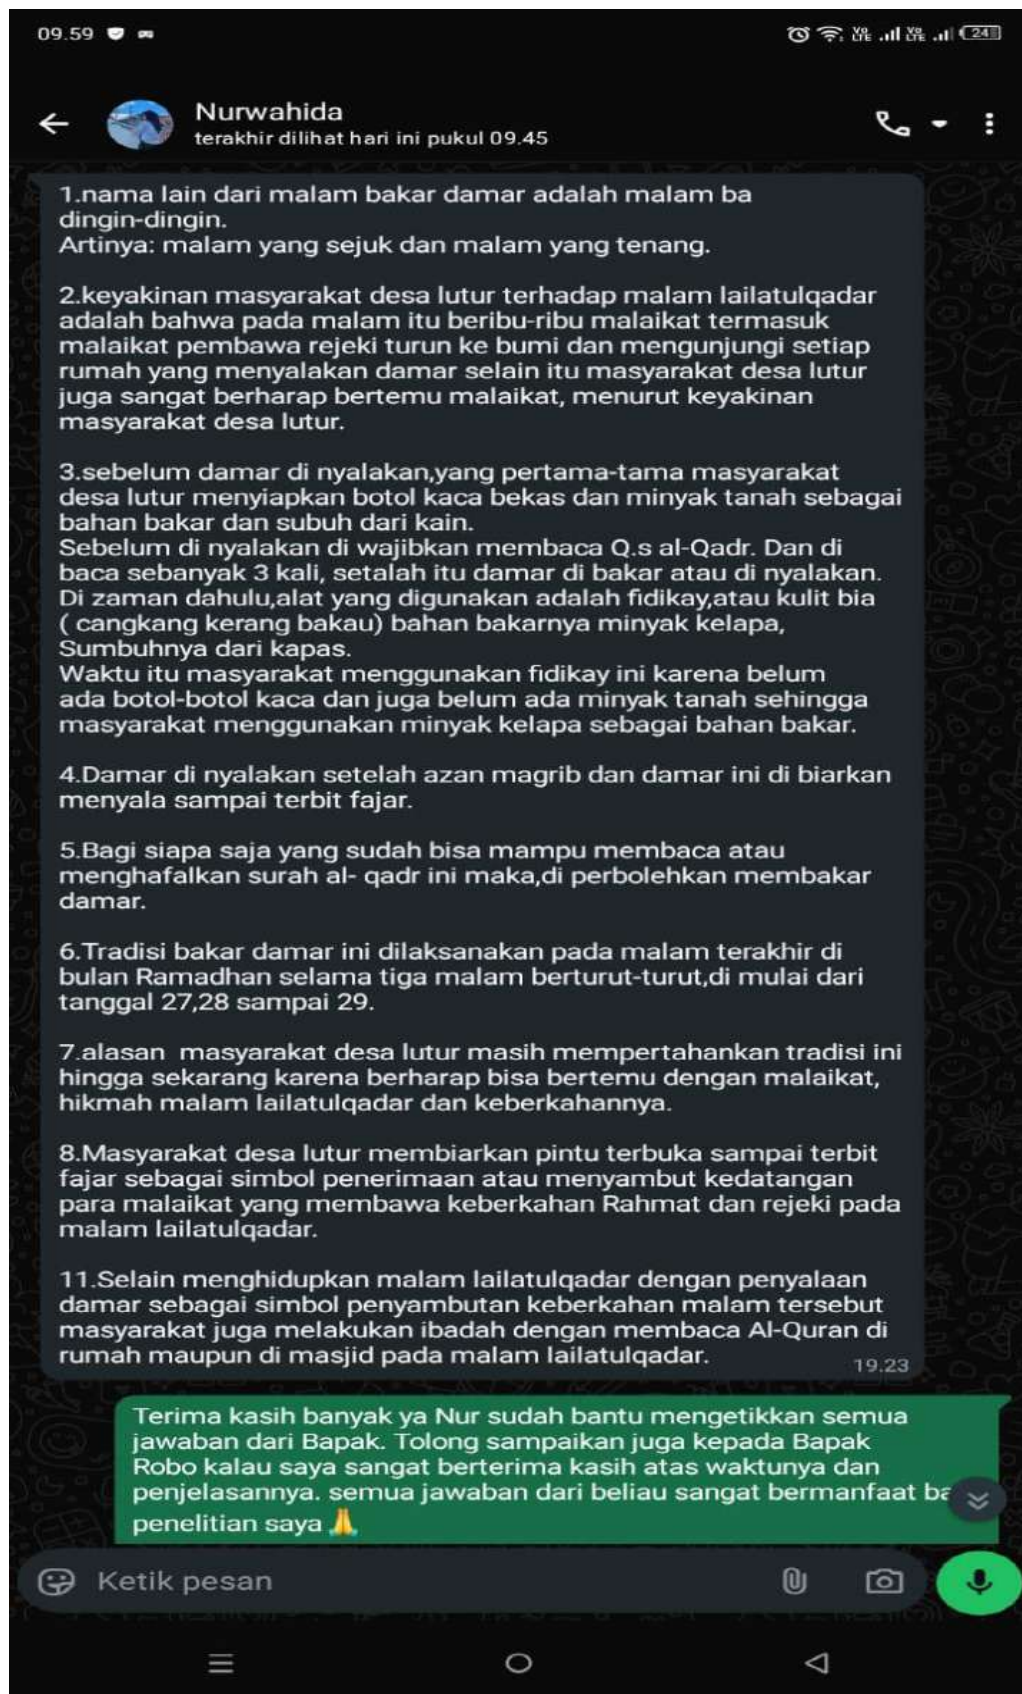 09.59
Vo LTE Vo LTE 24
Nurwahida
terakhir dilihat hari ini pukul 09.45
1.nama lain dari malam bakar damar adalah malam ba
dingin-dingin.
Artinya: malam yang sejuk dan malam yang tenang.
2.keyakinan masyarakat desa lutur terhadap malam lailatulqadar
adalah bahwa pada malam itu beribu-ribu malaikat termasuk
malaikat pembawa rejeki turun ke bumi dan mengunjungi setiap
rumah yang menyalakan damar selain itu masyarakat desa lutur
juga sangat berharap bertemu malaikat, menurut keyakinan
masyarakat desa lutur.
3.sebelum damar di nyalakan,yang pertama-tama masyarakat
desa lutur menyiapkan botol kaca bekas dan minyak tanah sebagai
bahan bakar dan subuh dari kain.
Sebelum di nyalakan di wajibkan membaca Q.s al-Qadr. Dan di
baca sebanyak 3 kali, setalah itu damar di bakar atau di nyalakan.
Di zaman dahulu,alat yang digunakan adalah fidikay,atau kulit bia
( cangkang kerang bakau) bahan bakarnya minyak kelapa,
Sumbuhnya dari kapas.
Waktu itu masyarakat menggunakan fidikay ini karena belum
ada botol-botol kaca dan juga belum ada minyak tanah sehingga
masyarakat menggunakan minyak kelapa sebagai bahan bakar.
4.Damar di nyalakan setelah azan magrib dan damar ini di biarkan
menyala sampai terbit fajar.
5.Bagi siapa saja yang sudah bisa mampu membaca atau
menghafalkan surah al- qadr ini maka,di perbolehkan membakar
damar.
6.Tradisi bakar damar ini dilaksanakan pada malam terakhir di
bulan Ramadhan selama tiga malam berturut-turut,di mulai dari
tanggal 27,28 sampai 29.
7.alasan  masyarakat desa lutur masih mempertahankan tradisi ini
hingga sekarang karena berharap bisa bertemu dengan malaikat,
hikmah malam lailatulqadar dan keberkahannya.
8.Masyarakat desa lutur membiarkan pintu terbuka sampai terbit
fajar sebagai simbol penerimaan atau menyambut kedatangan
para malaikat yang membawa keberkahan Rahmat dan rejeki pada
malam lailatulqadar.
11.Selain menghidupkan malam lailatulqadar dengan penyalaan
damar sebagai simbol penyambutan keberkahan malam tersebut
masyarakat juga melakukan ibadah dengan membaca Al-Quran di
rumah maupun di masjid pada malam lailatulqadar.
19.23
Terima kasih banyak ya Nur sudah bantu mengetikkan semua
jawaban dari Bapak. Tolong sampaikan juga kepada Bapak
Robo kalau saya sangat berterima kasih atas waktunya dan
penjelasannya. semua jawaban dari beliau sangat bermanfaat ba
penelitian saya 🙏
Ketik pesan